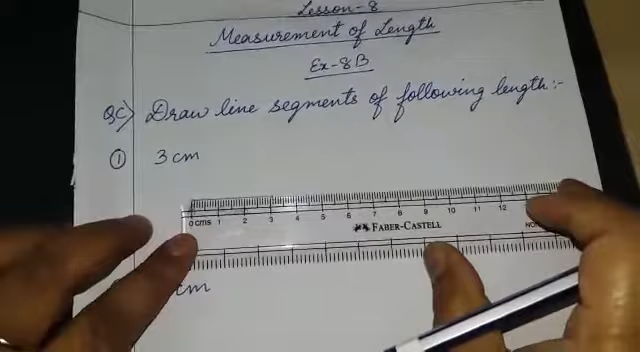 Lesson-8
Measurement of Length
Ex-8B
Qc) Draw line segments of following length:-
① 3 cm
0 cms 1 2 3 4 5 6 7 8 9 10 11 12
FABER-CASTELL
cm